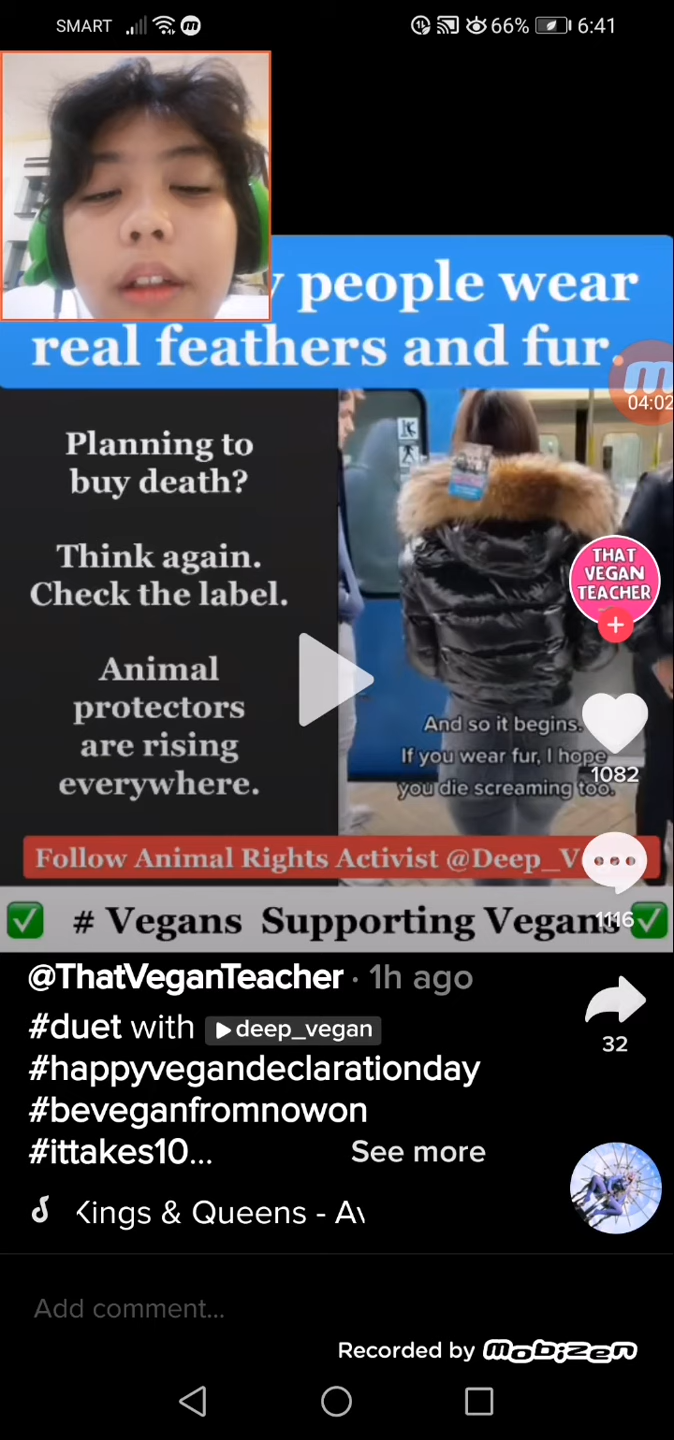 SMART
66%
6:41
people wear
real feathers and fur.
04:02
Planning to
buy death?
Think again.
Check the label.
Animal
protectors
are rising
everywhere.
THAT
VEGAN
TEACHER
And so it begins.
If you wear fur, I hope
you die screaming too.
1082
Follow Animal Rights Activist @Deep_V
# Vegans Supporting Vegans
1116
@ThatVeganTeacher · 1h ago
#duet with deep_vegan
#happyvegandeclarationday
#beveganfromnowon
#ittakes10... See more
32
Kings & Queens - Av
Add comment...
Recorded by mobizen